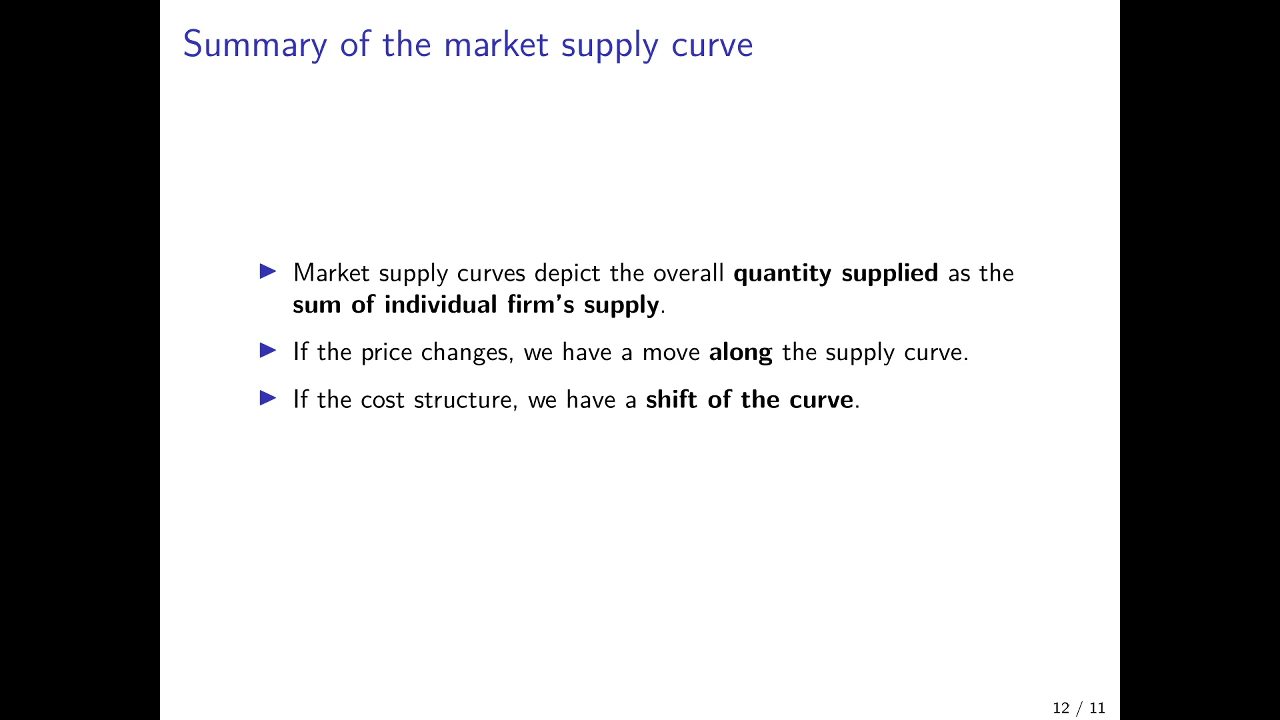 Summary of the market supply curve
▶ Market supply curves depict the overall quantity supplied as the
sum of individual firm's supply.
▶ If the price changes, we have a move along the supply curve.
▶ If the cost structure, we have a shift of the curve.
12 / 11